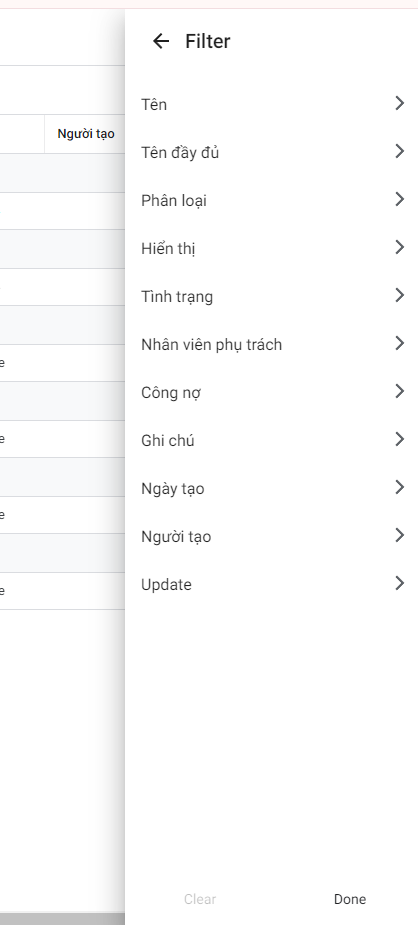 Filter
Người tạo
Tên
Tên đầy đủ
Phân loại
Hiển thị
Tình trạng
Nhân viên phụ trách
Công nợ
Ghi chú
Ngày tạo
Người tạo
Update
e
e
e
e
Clear
Done